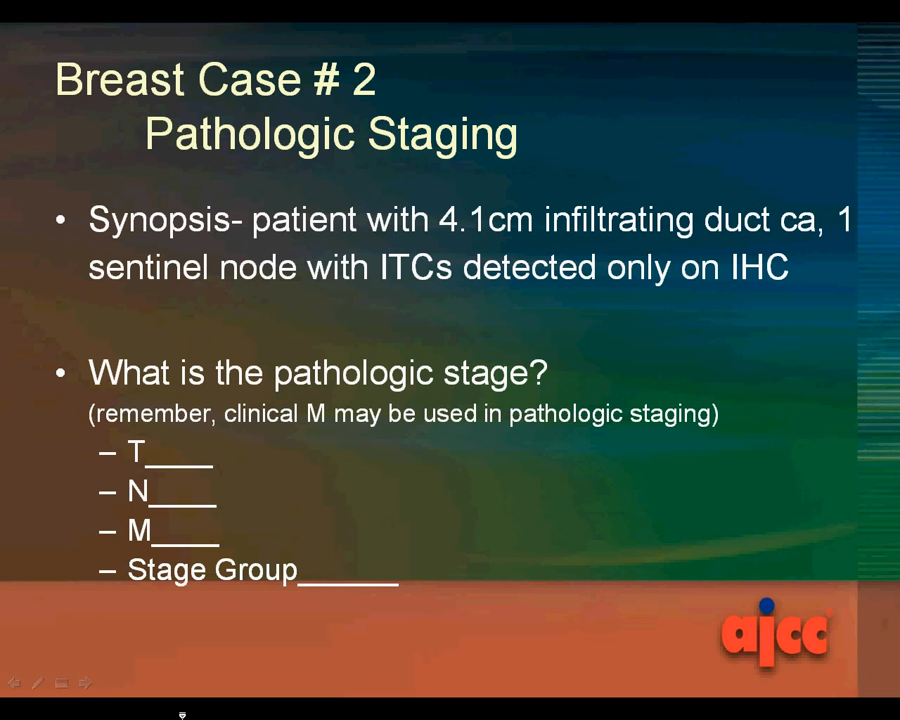 Breast Case # 2
Pathologic Staging
• Synopsis- patient with 4.1cm infiltrating duct ca, 1
sentinel node with ITCs detected only on IHC
• What is the pathologic stage?
(remember, clinical M may be used in pathologic staging)
– T____
– N____
– M____
– Stage Group______
ajcc